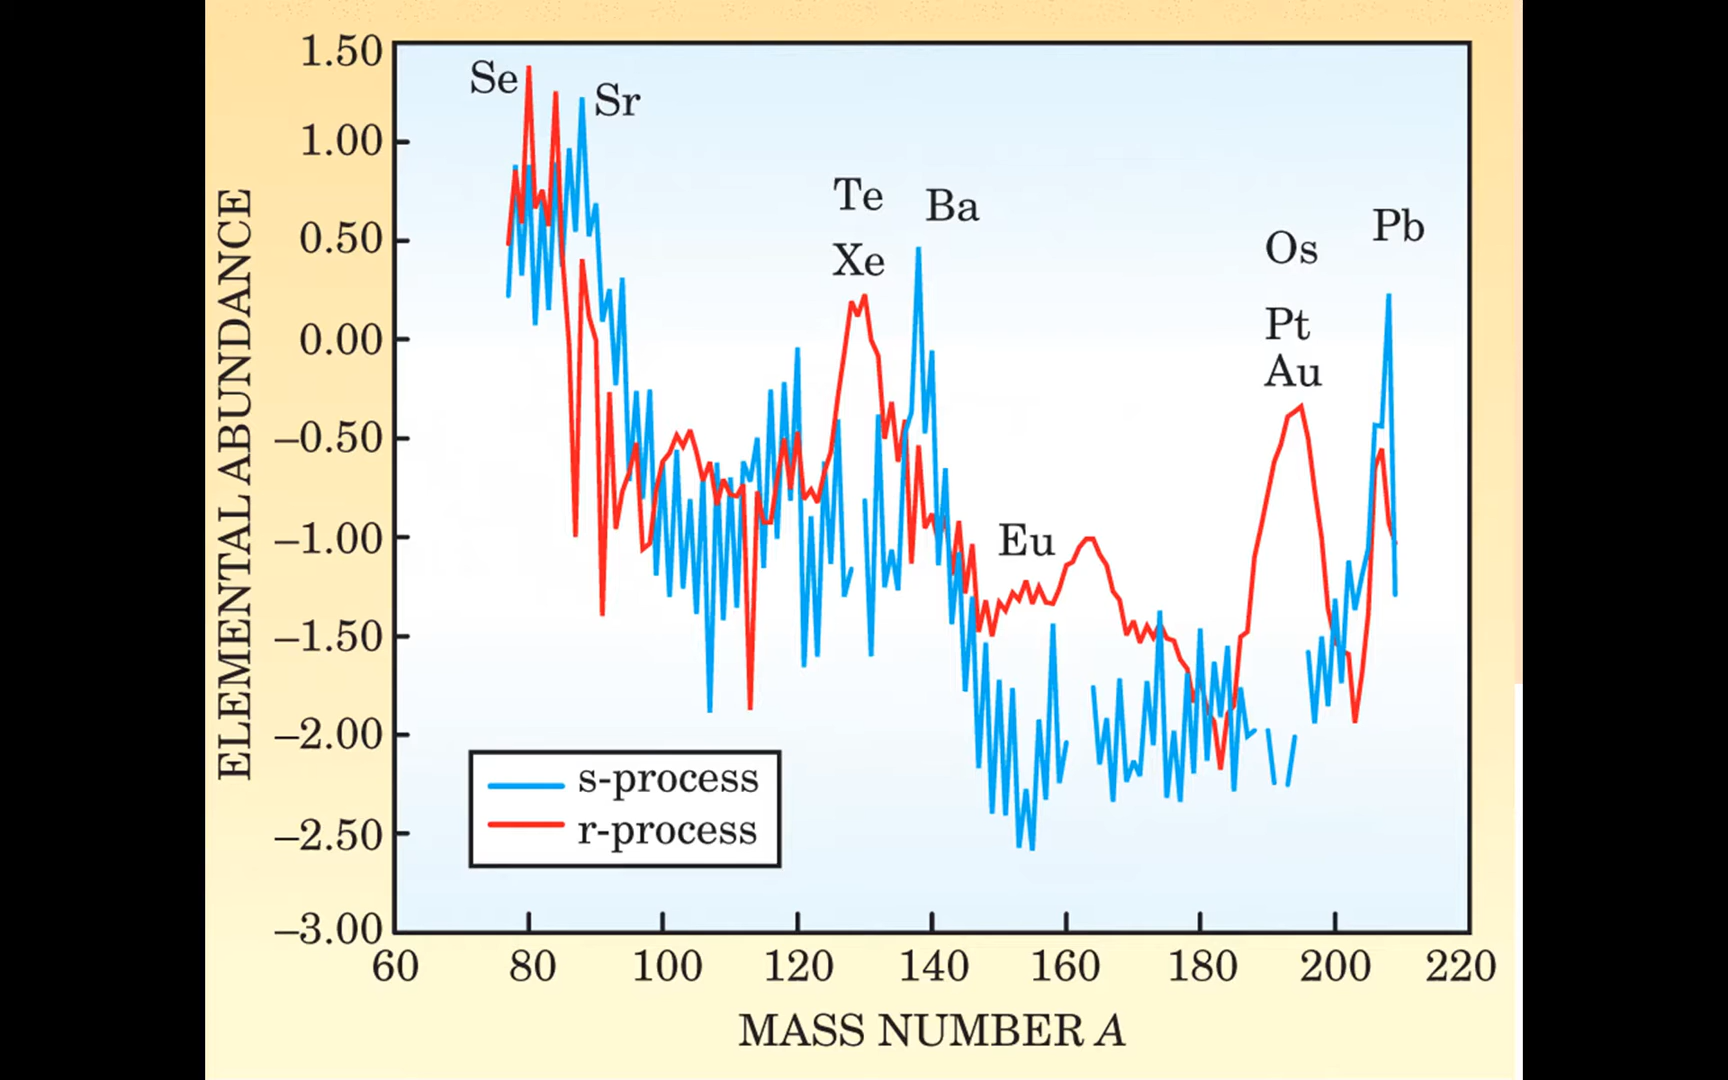 ELEMENTAL ABUNDANCE
1.50
1.00
0.50
0.00
–0.50
–1.00
–1.50
–2.00
–2.50
–3.00
Se
Sr
Te
Xe
Ba
Eu
Os
Pt
Au
Pb
s-process
r-process
60 80 100 120 140 160 180 200 220
MASS NUMBER A